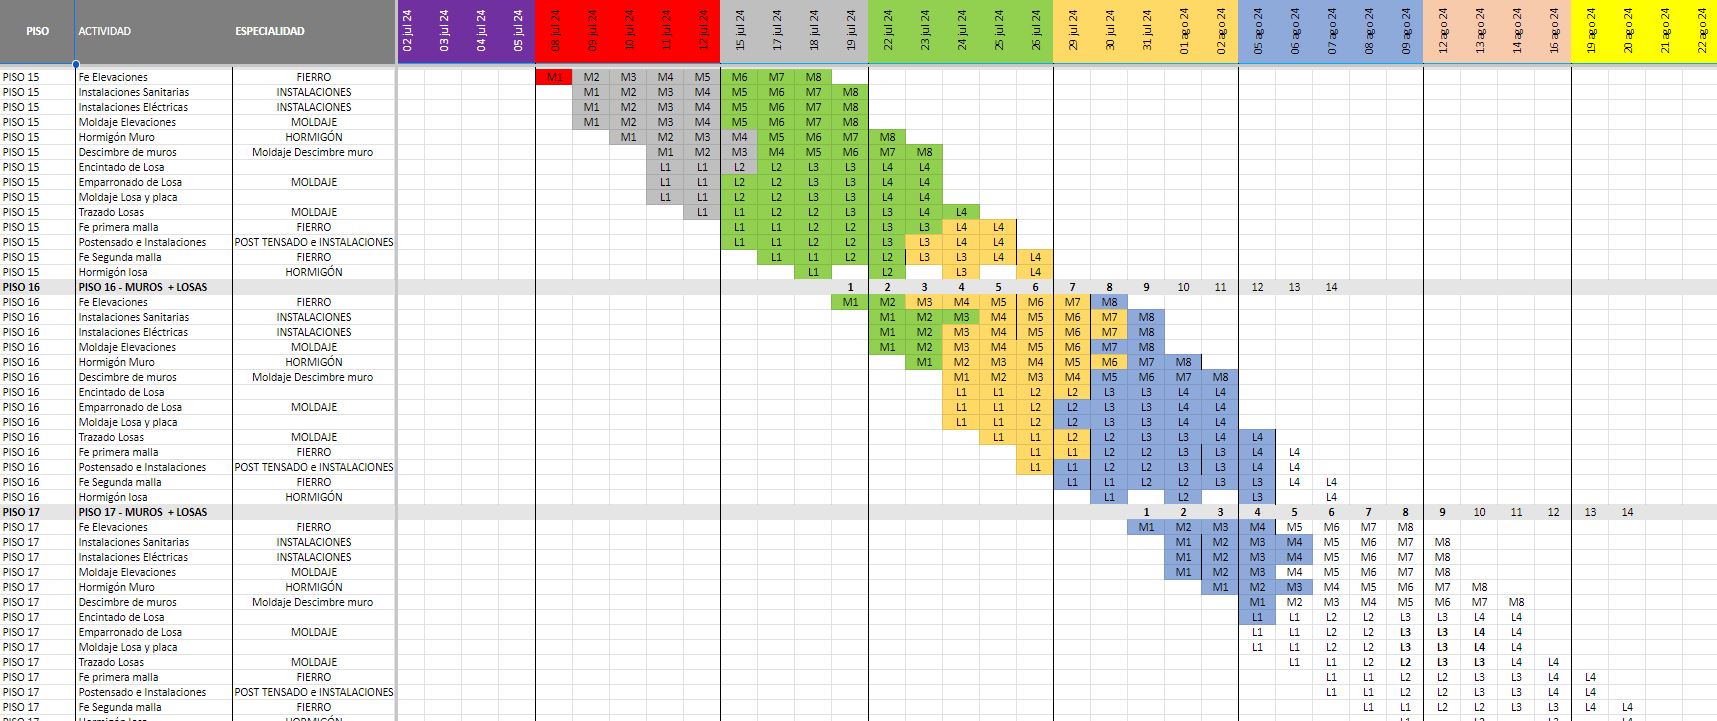 PISO ACTIVIDAD ESPECIALIDAD 02 jul 24 03 jul 24 04 jul 24 05 jul 24 08 jul 24 09 jul 24 10 jul 24 11 jul 24 12 jul 24 15 jul 24 17 jul 24 18 jul 24 19 jul 24 22 jul 24 23 jul 24 24 jul 24 25 jul 24 26 jul 24 29 jul 24 30 jul 24 31 jul 24 01 ago 24 02 ago 24 05 ago 24 06 ago 24 07 ago 24 08 ago 24 09 ago 24 12 ago 24 13 ago 24 14 ago 24 16 ago 24 19 ago 24 20 ago 24 21 ago 24 22 ago 24
PISO 15 Fe Elevaciones FIERRO M1 M2 M3 M4 M5 M6 M7 M8
PISO 15 Instalaciones Sanitarias INSTALACIONES M1 M2 M3 M4 M5 M6 M7 M8
PISO 15 Instalaciones Eléctricas INSTALACIONES M1 M2 M3 M4 M5 M6 M7 M8
PISO 15 Moldaje Elevaciones MOLDAJE M1 M2 M3 M4 M5 M6 M7 M8
PISO 15 Hormigón Muro HORMIGÓN M1 M2 M3 M4 M5 M6 M7 M8
PISO 15 Descimbre de muros Moldaje Descimbre muro M1 M2 M3 M4 M5 M6 M7 M8
PISO 15 Encintado de Losa L1 L1 L2 L2 L3 L3 L4 L4
PISO 15 Emparronado de Losa MOLDAJE L1 L1 L2 L2 L3 L3 L4 L4
PISO 15 Moldaje Losa y placa L1 L1 L2 L2 L3 L3 L4 L4
PISO 15 Trazado Losas MOLDAJE L1 L1 L2 L2 L3 L3 L4 L4
PISO 15 Fe primera malla FIERRO L1 L1 L2 L2 L3 L3 L4 L4
PISO 15 Postensado e Instalaciones POST TENSADO e INSTALACIONES L1 L1 L2 L2 L3 L3 L4 L4
PISO 15 Fe Segunda malla FIERRO L1 L1 L2 L2 L3 L3 L4 L4
PISO 15 Hormigón losa HORMIGÓN L1 L2 L3 L4
PISO 16 PISO 16 - MUROS + LOSAS 1 2 3 4 5 6 7 8 9 10 11 12 13 14
PISO 16 Fe Elevaciones FIERRO M1 M2 M3 M4 M5 M6 M7 M8
PISO 16 Instalaciones Sanitarias INSTALACIONES M1 M2 M3 M4 M5 M6 M7 M8
PISO 16 Instalaciones Eléctricas INSTALACIONES M1 M2 M3 M4 M5 M6 M7 M8
PISO 16 Moldaje Elevaciones MOLDAJE M1 M2 M3 M4 M5 M6 M7 M8
PISO 16 Hormigón Muro HORMIGÓN M1 M2 M3 M4 M5 M6 M7 M8
PISO 16 Descimbre de muros Moldaje Descimbre muro M1 M2 M3 M4 M5 M6 M7 M8
PISO 16 Encintado de Losa L1 L1 L2 L2 L3 L3 L4 L4
PISO 16 Emparronado de Losa MOLDAJE L1 L1 L2 L2 L3 L3 L4 L4
PISO 16 Moldaje Losa y placa L1 L1 L2 L2 L3 L3 L4 L4
PISO 16 Trazado Losas MOLDAJE L1 L1 L2 L2 L3 L3 L4 L4
PISO 16 Fe primera malla FIERRO L1 L1 L2 L2 L3 L3 L4 L4
PISO 16 Postensado e Instalaciones POST TENSADO e INSTALACIONES L1 L1 L2 L2 L3 L3 L4 L4
PISO 16 Fe Segunda malla FIERRO L1 L1 L2 L2 L3 L3 L4 L4
PISO 16 Hormigón losa HORMIGÓN L1 L2 L3 L4
PISO 17 PISO 17 - MUROS + LOSAS 1 2 3 4 5 6 7 8 9 10 11 12 13 14
PISO 17 Fe Elevaciones FIERRO M1 M2 M3 M4 M5 M6 M7 M8
PISO 17 Instalaciones Sanitarias INSTALACIONES M1 M2 M3 M4 M5 M6 M7 M8
PISO 17 Instalaciones Eléctricas INSTALACIONES M1 M2 M3 M4 M5 M6 M7 M8
PISO 17 Moldaje Elevaciones MOLDAJE M1 M2 M3 M4 M5 M6 M7 M8
PISO 17 Hormigón Muro HORMIGÓN M1 M2 M3 M4 M5 M6 M7 M8
PISO 17 Descimbre de muros Moldaje Descimbre muro M1 M2 M3 M4 M5 M6 M7 M8
PISO 17 Encintado de Losa L1 L1 L2 L2 L3 L3 L4 L4
PISO 17 Emparronado de Losa MOLDAJE L1 L1 L2 L2 L3 L3 L4 L4
PISO 17 Moldaje Losa y placa L1 L1 L2 L2 L3 L3 L4 L4
PISO 17 Trazado Losas MOLDAJE L1 L1 L2 L2 L3 L3 L4 L4
PISO 17 Fe primera malla FIERRO L1 L1 L2 L2 L3 L3 L4 L4
PISO 17 Postensado e Instalaciones POST TENSADO e INSTALACIONES L1 L1 L2 L2 L3 L3 L4 L4
PISO 17 Fe Segunda malla FIERRO L1 L1 L2 L2 L3 L3 L4 L4